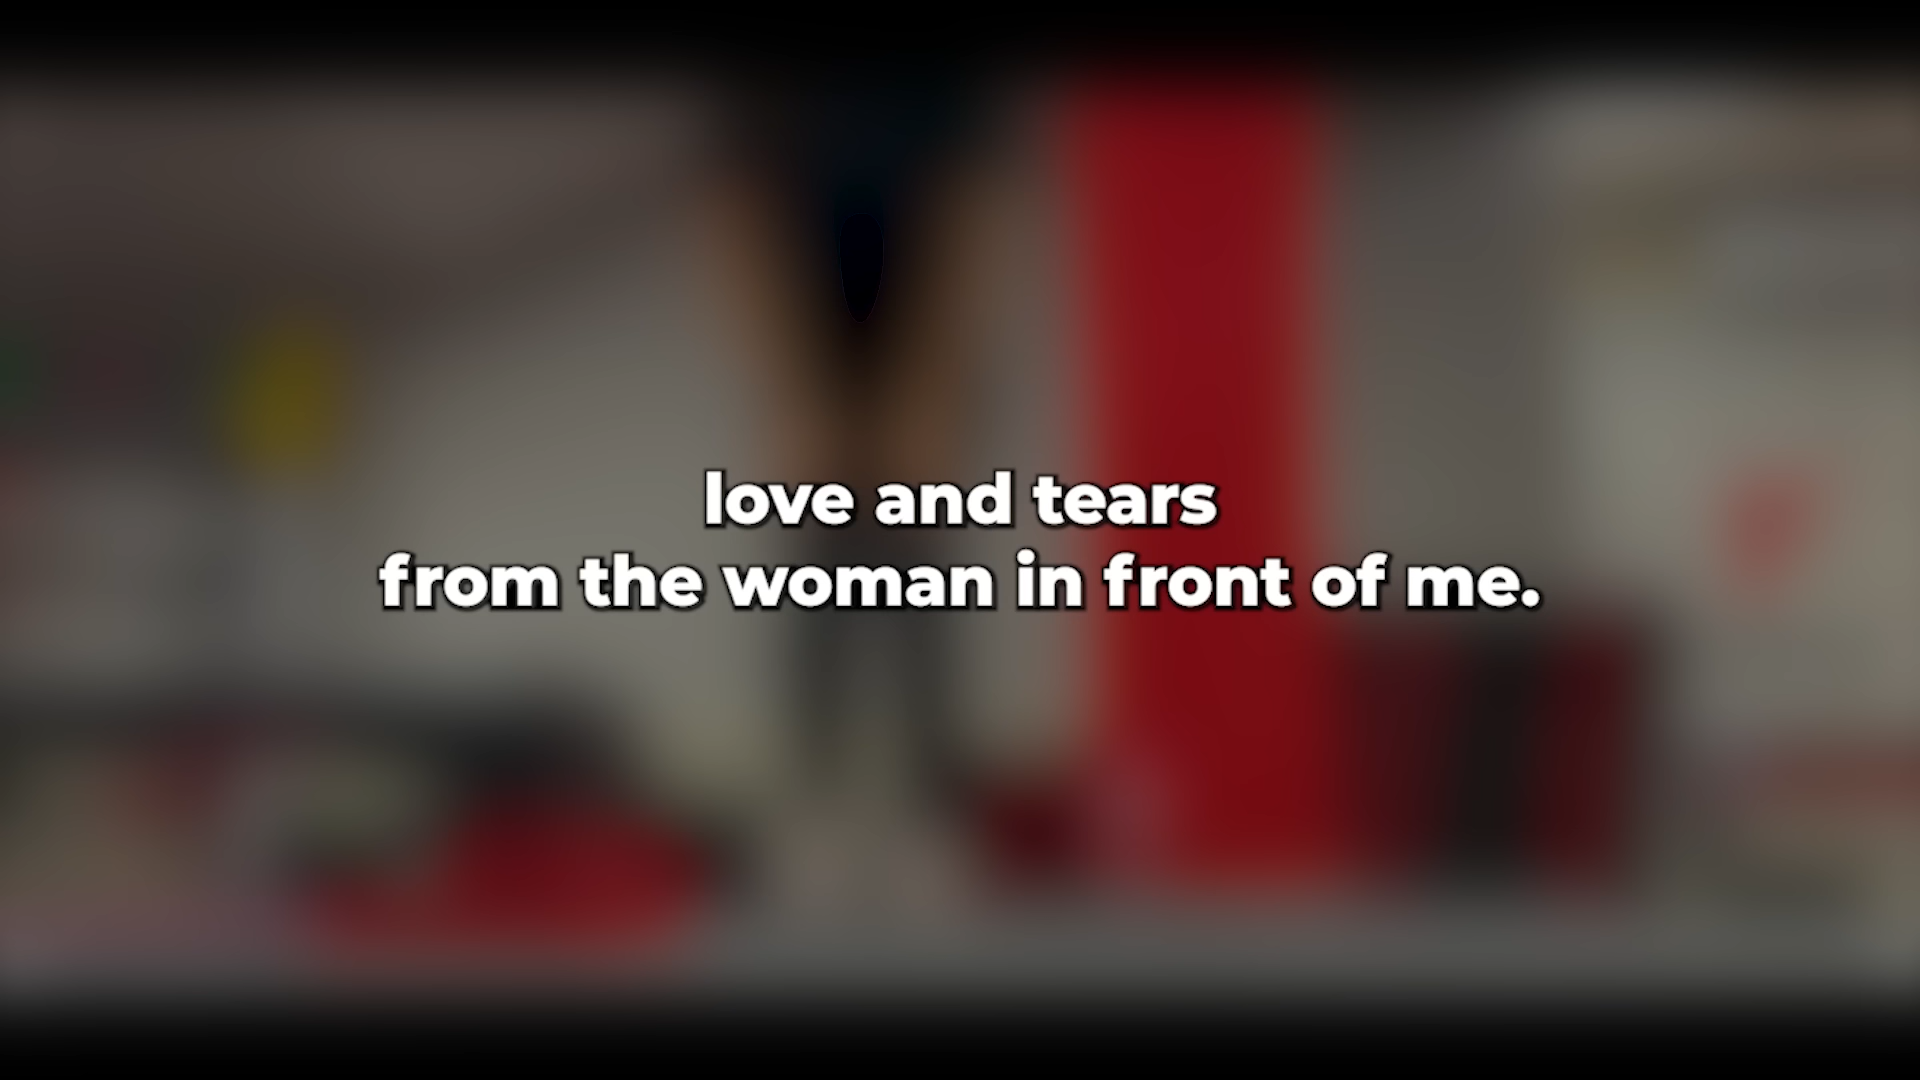 love and tears
from the woman in front of me.